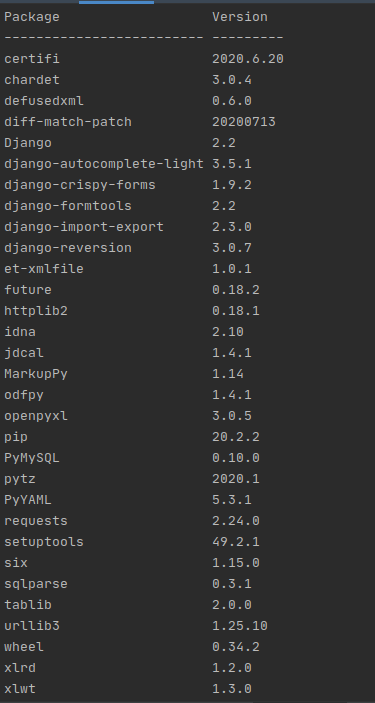 Package Version
------------------------- ---------
certifi 2020.6.20
chardet 3.0.4
defusedxml 0.6.0
diff-match-patch 20200713
Django 2.2
django-autocomplete-light 3.5.1
django-crispy-forms 1.9.2
django-formtools 2.2
django-import-export 2.3.0
django-reversion 3.0.7
et-xmlfile 1.0.1
future 0.18.2
httplib2 0.18.1
idna 2.10
jdcal 1.4.1
MarkupPy 1.14
odfpy 1.4.1
openpyxl 3.0.5
pip 20.2.2
PyMySQL 0.10.0
pytz 2020.1
PyYAML 5.3.1
requests 2.24.0
setuptools 49.2.1
six 1.15.0
sqlparse 0.3.1
tablib 2.0.0
urllib3 1.25.10
wheel 0.34.2
xlrd 1.2.0
xlwt 1.3.0